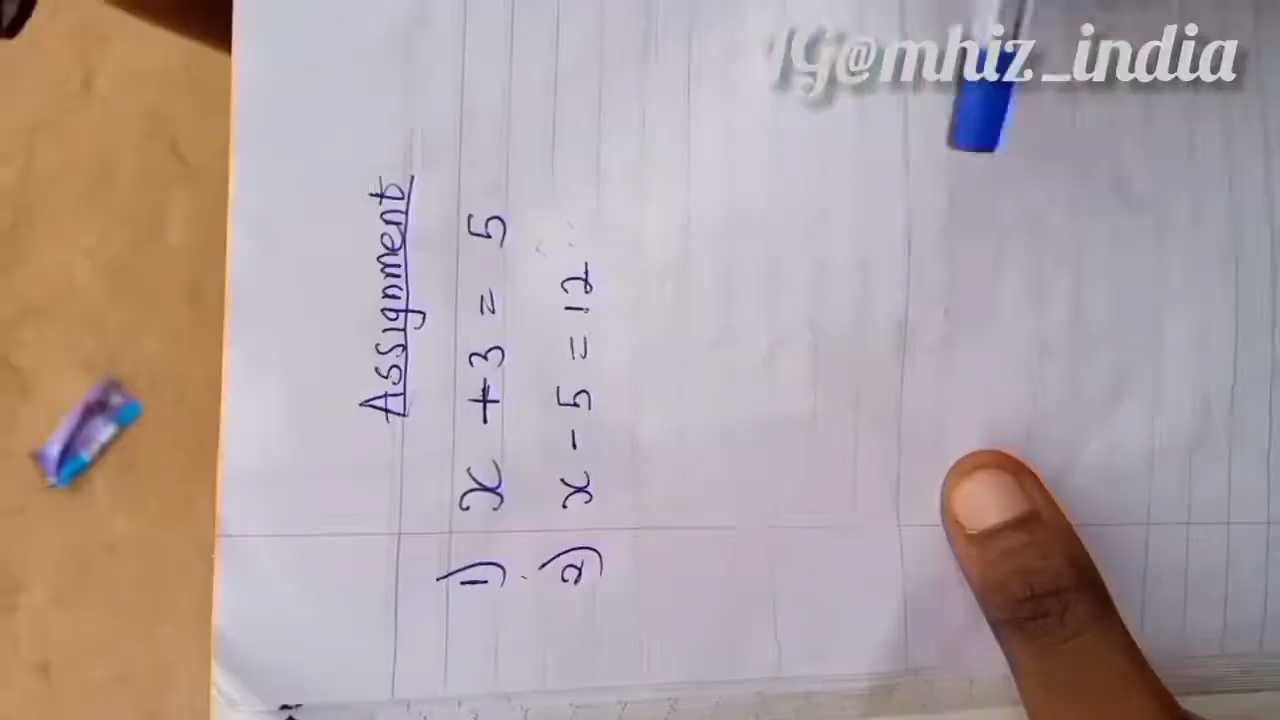 IG@mhiz_india
Assignment
1) x + 3 = 5
2) x - 5 = 12